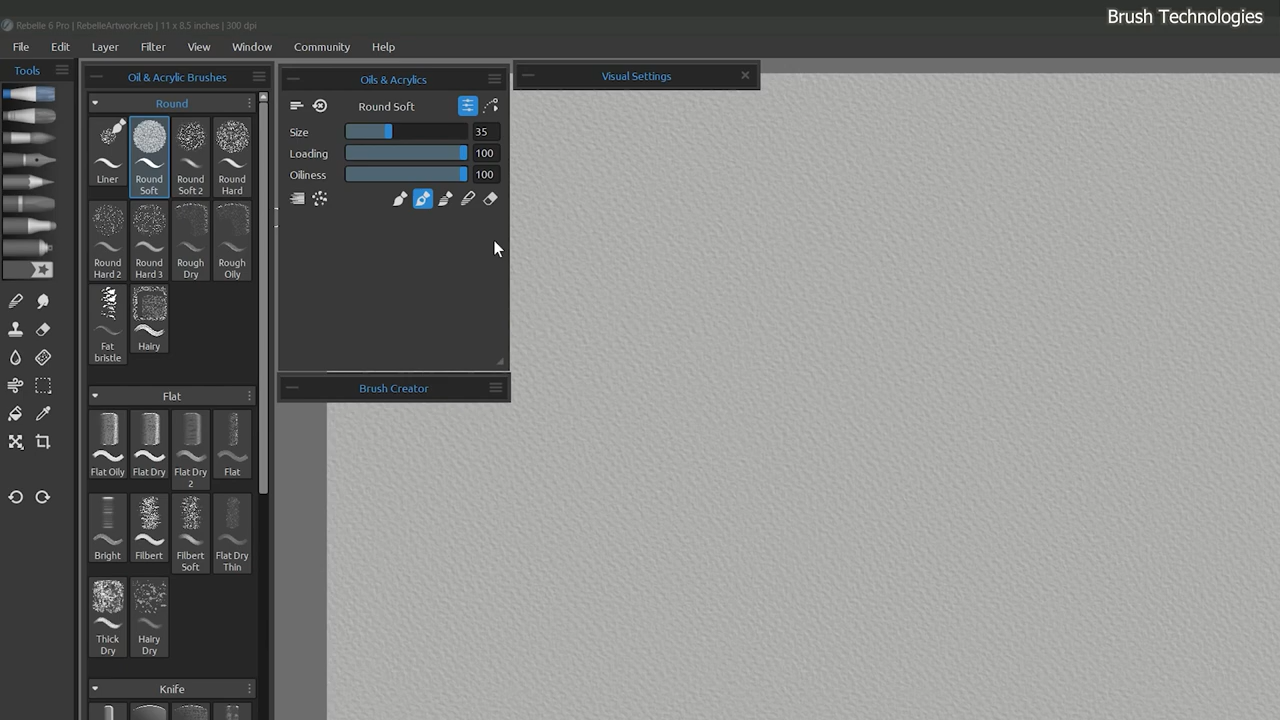 Brush Technologies
Rebelle 6 Pro | RebelleArtwork.reb | 11 x 8.5 inches | 300 dpi
File Edit Layer Filter View Window Community Help
Tools
Oil & Acrylic Brushes
Round
Liner
Round Soft
Round Soft 2
Round Hard
Round Hard 2
Round Hard 3
Rough Dry
Rough Oily
Fat bristle
Hairy
Flat
Flat Oily
Flat Dry
Flat Dry 2
Flat
Bright
Filbert
Filbert Soft
Flat Dry Thin
Thick Dry
Hairy Dry
Knife
Oils & Acrylics
Round Soft
Size 35
Loading 100
Oiliness 100
Brush Creator
Visual Settings